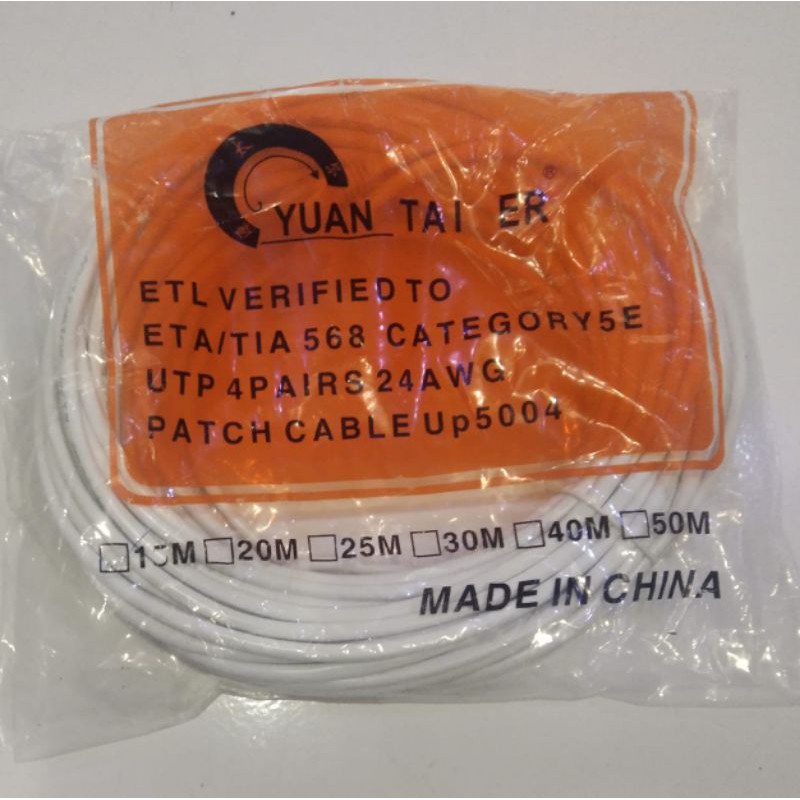 YUAN TAI ER ®
ETL VERIFIED TO
ETA/TIA 568 CATEGORY5E
UTP 4PAIRS 24AWG
PATCH CABLE Up5004
20M 25M 30M 40M 50M
MADE IN CHINA